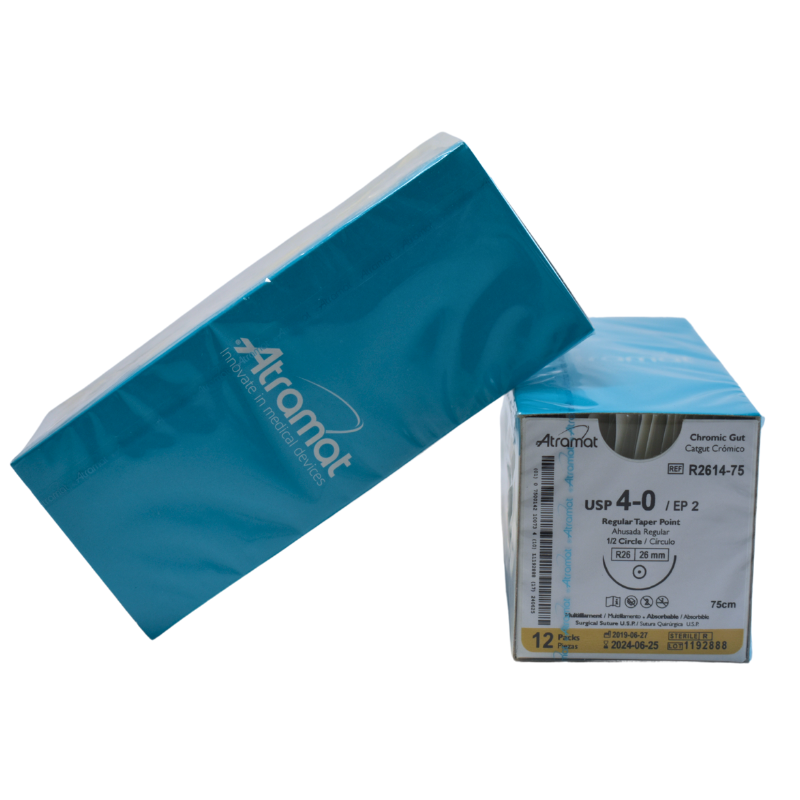 Atramat
Innovate in medical devices
Atramat
Chromic Gut
Catgut Crómico
REF R2614-75
USP 4-0 / EP 2
Regular Taper Point
Ahusada Regular
1/2 Circle / Círculo
R26 26 mm
75cm
Multifilament / Multifilamento • Absorbable / Absorbible
Surgical Suture U.S.P. / Sutura Quirúrgica U.S.P.
12 Packs
Piezas
2019-06-27
2024-06-25
STERILE R
LOT 1192888